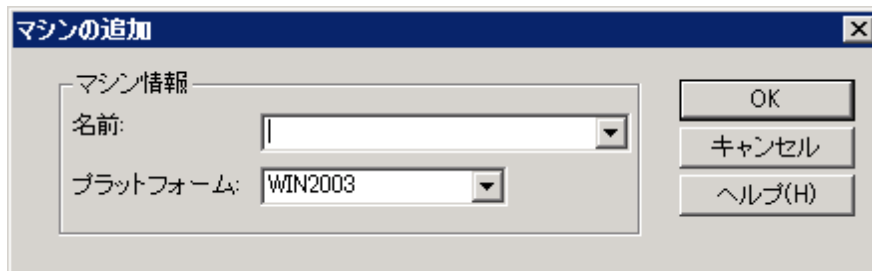 マシンの追加
マシン情報
名前:
プラットフォーム: WIN2003
OK
キャンセル
ヘルプ(H)